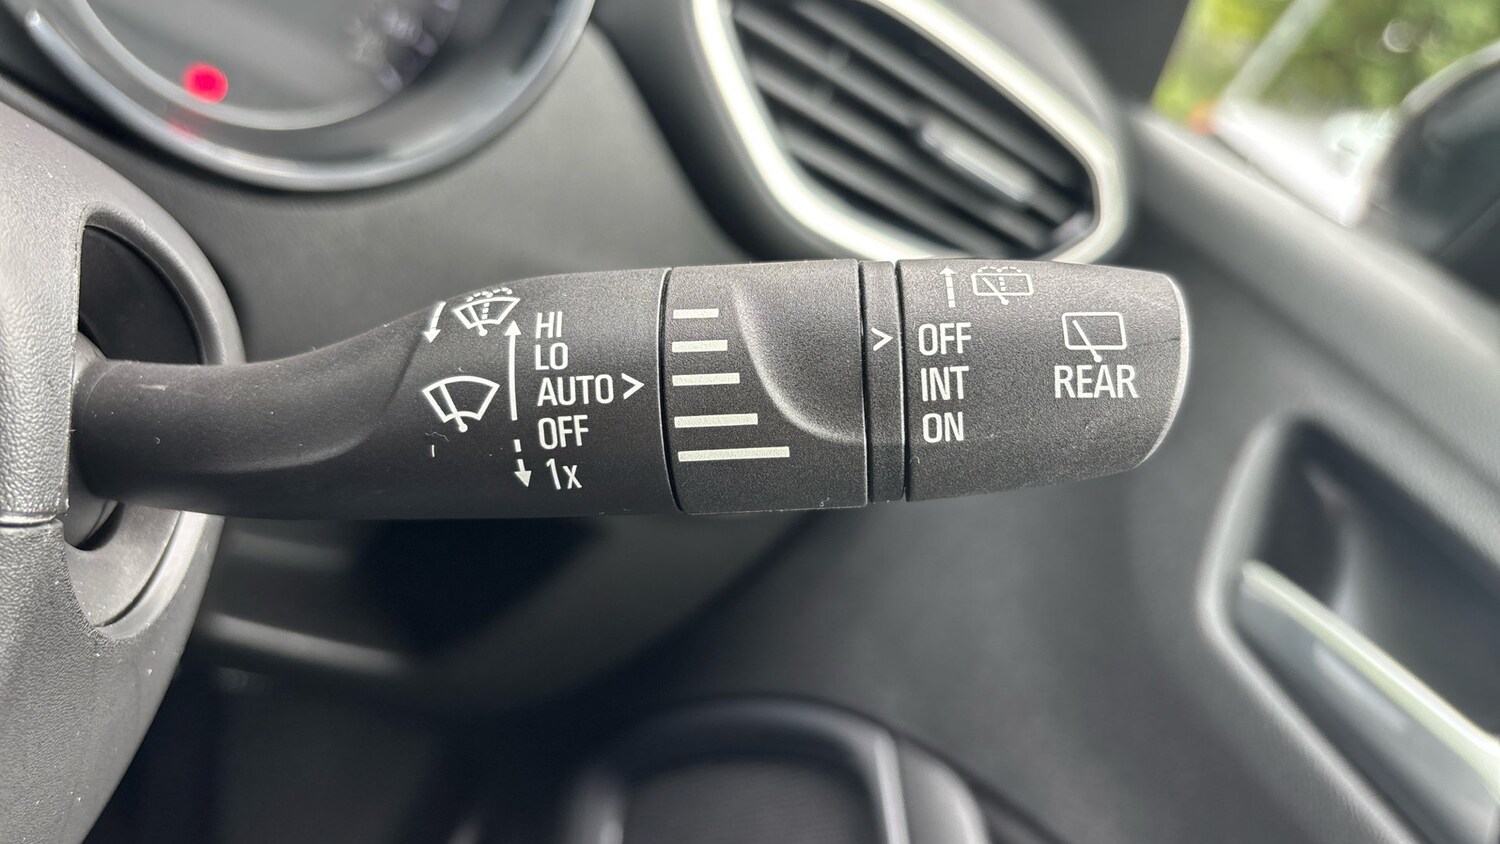 HI
LO
AUTO >
OFF
1x
>
OFF
INT
ON
REAR